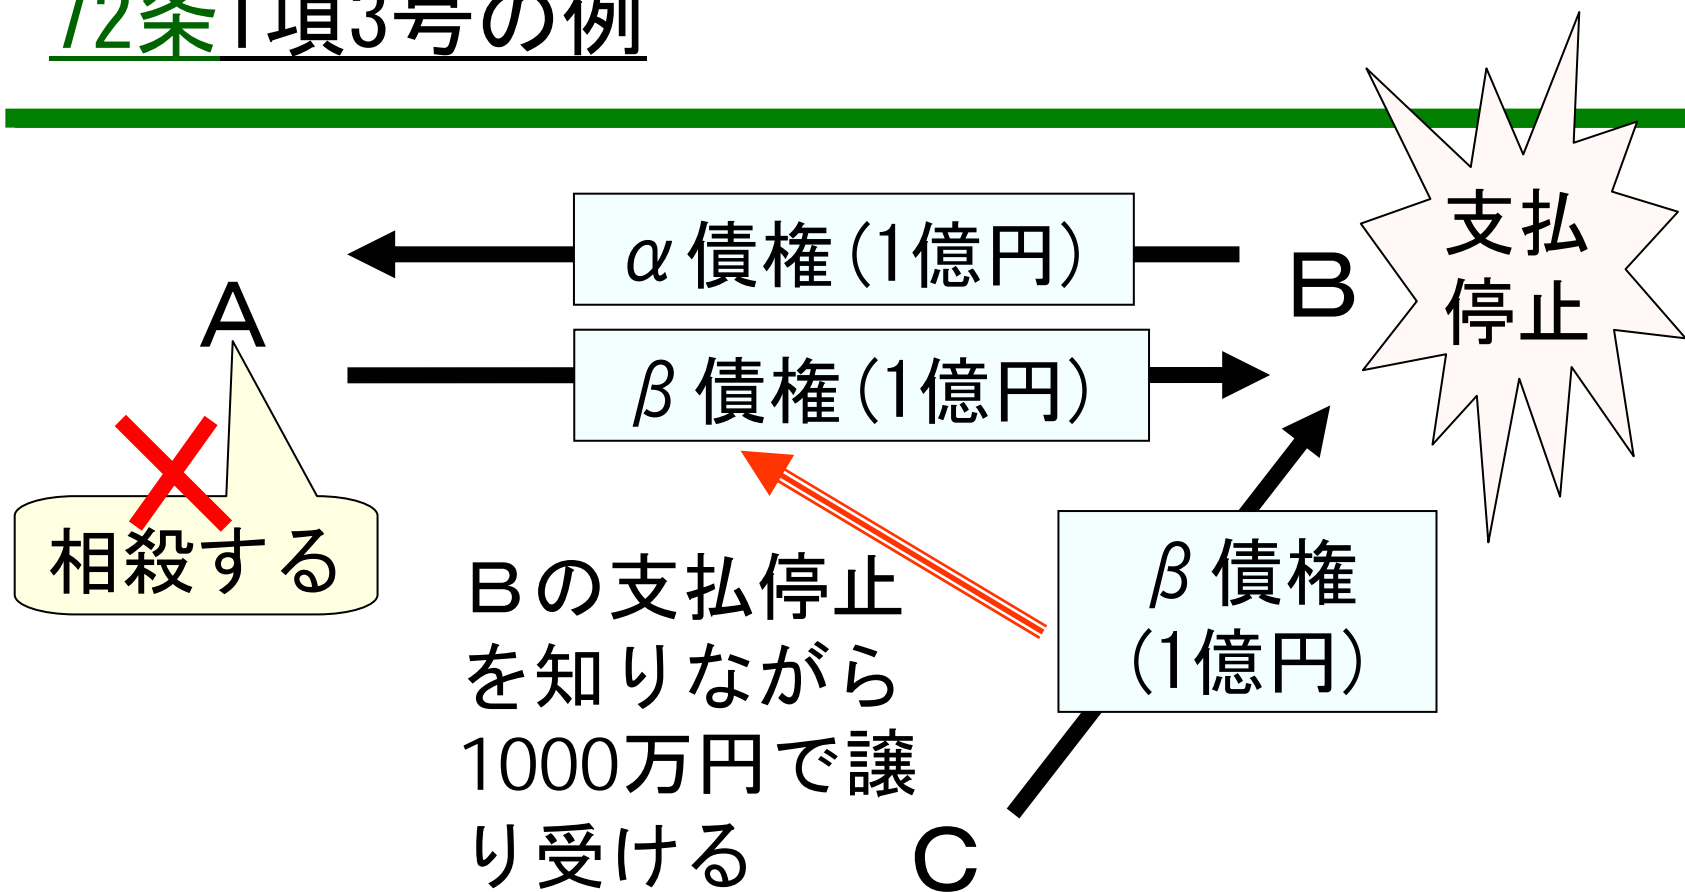 72条1項3号の例
α債権(1億円)
支払
停止
A
B
β債権(1億円)
相殺する
Bの支払停止
を知りながら
1000万円で譲
り受ける
β債権
(1億円)
C